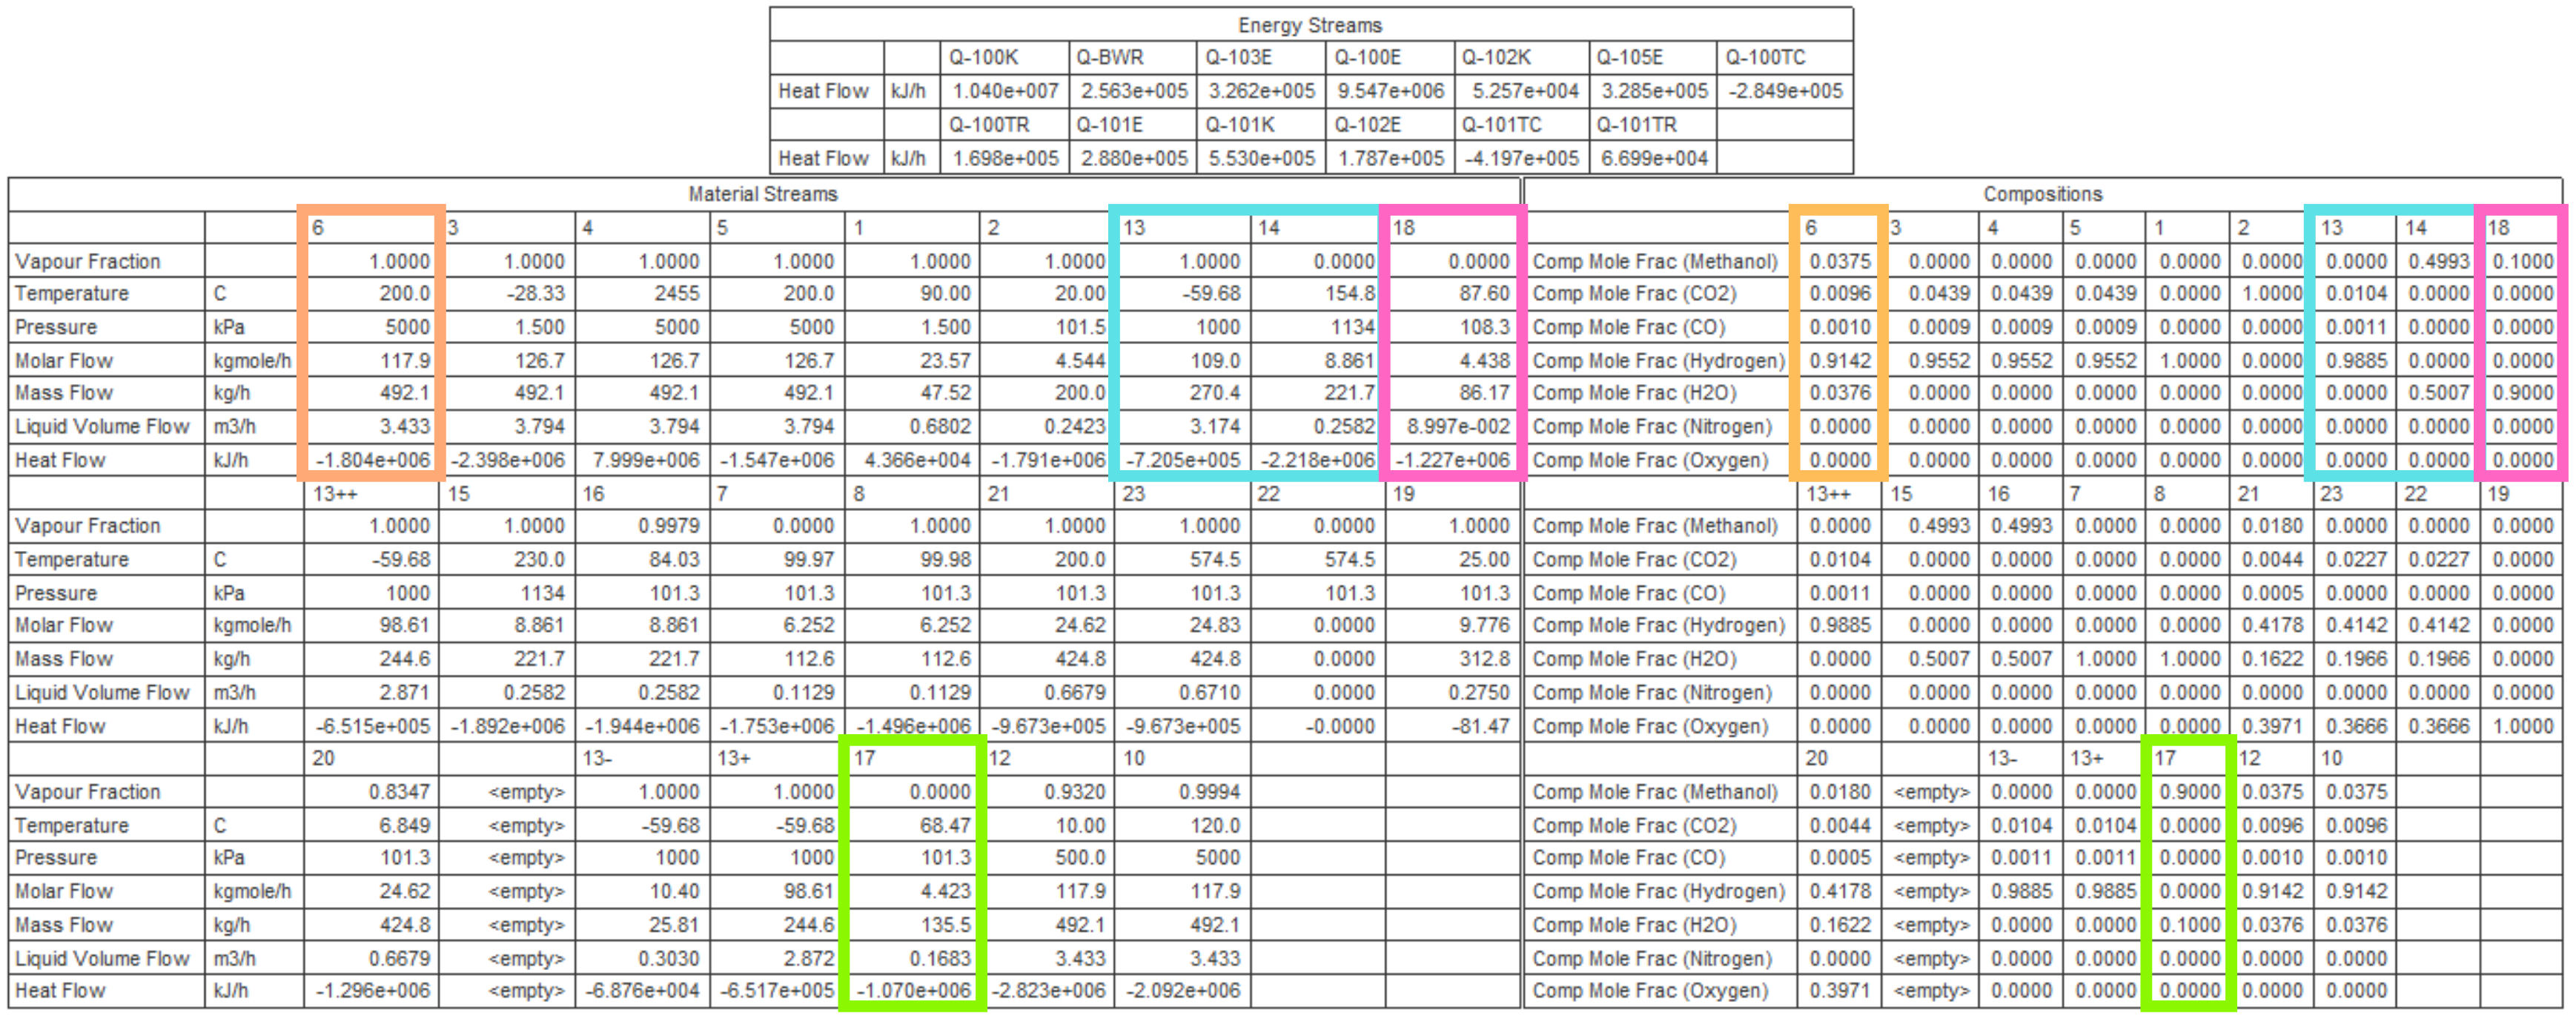 Energy Streams
Q-100K Q-BWR Q-103E Q-100E Q-102K Q-105E Q-100TC
Heat Flow kJ/h 1.040e+007 2.563e+005 3.262e+005 9.547e+006 5.257e+004 3.285e+005 -2.849e+005
Q-100TR Q-101E Q-101K Q-102E Q-101TC Q-101TR
Heat Flow kJ/h 1.698e+005 2.880e+005 5.530e+005 1.787e+005 -4.197e+005 6.699e+004
Material Streams
6 3 4 5 1 2 13 14 18
Vapour Fraction 1.0000 1.0000 1.0000 1.0000 1.0000 1.0000 1.0000 0.0000 0.0000
Temperature C 200.0 -28.33 2455 200.0 90.00 20.00 -59.68 154.8 87.60
Pressure kPa 5000 1.500 5000 5000 1.500 101.5 1000 1134 108.3
Molar Flow kgmole/h 117.9 126.7 126.7 126.7 23.57 4.544 109.0 8.861 4.438
Mass Flow kg/h 492.1 492.1 492.1 492.1 47.52 200.0 270.4 221.7 86.17
Liquid Volume Flow m3/h 3.433 3.794 3.794 3.794 0.6802 0.2423 3.174 0.2582 8.997e-002
Heat Flow kJ/h -1.804e+006 -2.398e+006 7.999e+006 -1.547e+006 4.366e+004 -1.791e+006 -7.205e+005 -2.218e+006 -1.227e+006
13++ 15 16 7 8 21 23 22 19
Vapour Fraction 1.0000 1.0000 0.9979 0.0000 1.0000 1.0000 1.0000 0.0000 1.0000
Temperature C -59.68 230.0 84.03 99.97 99.98 200.0 574.5 574.5 25.00
Pressure kPa 1000 1134 101.3 101.3 101.3 101.3 101.3 101.3 101.3
Molar Flow kgmole/h 98.61 8.861 8.861 6.252 6.252 24.62 24.83 0.0000 9.776
Mass Flow kg/h 244.6 221.7 221.7 112.6 112.6 424.8 424.8 0.0000 312.8
Liquid Volume Flow m3/h 2.871 0.2582 0.2582 0.1129 0.1129 0.6679 0.6710 0.0000 0.2750
Heat Flow kJ/h -6.515e+005 -1.892e+006 -1.944e+006 -1.753e+006 -1.496e+006 -9.673e+005 -9.673e+005 -0.0000 -81.47
20 13- 13+ 17 12 10
Vapour Fraction 0.8347 <empty> 1.0000 1.0000 0.0000 0.9320 0.9994
Temperature C 6.849 <empty> -59.68 -59.68 68.47 10.00 120.0
Pressure kPa 101.3 <empty> 1000 1000 101.3 500.0 5000
Molar Flow kgmole/h 24.62 <empty> 10.40 98.61 4.423 117.9 117.9
Mass Flow kg/h 424.8 <empty> 25.81 244.6 135.5 492.1 492.1
Liquid Volume Flow m3/h 0.6679 <empty> 0.3030 2.872 0.1683 3.433 3.433
Heat Flow kJ/h -1.296e+006 <empty> -6.876e+004 -6.517e+005 -1.070e+006 -2.823e+006 -2.092e+006
Compositions
6 3 4 5 1 2 13 14 18
Comp Mole Frac (Methanol) 0.0375 0.0000 0.0000 0.0000 0.0000 0.0000 0.0000 0.4993 0.1000
Comp Mole Frac (CO2) 0.0096 0.0439 0.0439 0.0439 0.0000 1.0000 0.0104 0.0000 0.0000
Comp Mole Frac (CO) 0.0010 0.0009 0.0009 0.0009 0.0000 0.0000 0.0011 0.0000 0.0000
Comp Mole Frac (Hydrogen) 0.9142 0.9552 0.9552 0.9552 1.0000 0.0000 0.9885 0.0000 0.0000
Comp Mole Frac (H2O) 0.0376 0.0000 0.0000 0.0000 0.0000 0.0000 0.0000 0.5007 0.9000
Comp Mole Frac (Nitrogen) 0.0000 0.0000 0.0000 0.0000 0.0000 0.0000 0.0000 0.0000 0.0000
Comp Mole Frac (Oxygen) 0.0000 0.0000 0.0000 0.0000 0.0000 0.0000 0.0000 0.0000 0.0000
13++ 15 16 7 8 21 23 22 19
Comp Mole Frac (Methanol) 0.0000 0.4993 0.4993 0.0000 0.0000 0.0180 0.0000 0.0000 0.0000
Comp Mole Frac (CO2) 0.0104 0.0000 0.0000 0.0000 0.0000 0.0044 0.0227 0.0227 0.0000
Comp Mole Frac (CO) 0.0011 0.0000 0.0000 0.0000 0.0000 0.0005 0.0000 0.0000 0.0000
Comp Mole Frac (Hydrogen) 0.9885 0.0000 0.0000 0.0000 0.0000 0.4178 0.4142 0.4142 0.0000
Comp Mole Frac (H2O) 0.0000 0.5007 0.5007 1.0000 1.0000 0.1622 0.1966 0.1966 0.0000
Comp Mole Frac (Nitrogen) 0.0000 0.0000 0.0000 0.0000 0.0000 0.0000 0.0000 0.0000 0.0000
Comp Mole Frac (Oxygen) 0.0000 0.0000 0.0000 0.0000 0.0000 0.3971 0.3666 0.3666 1.0000
20 13- 13+ 17 12 10
Comp Mole Frac (Methanol) 0.0180 <empty> 0.0000 0.0000 0.9000 0.0375 0.0375
Comp Mole Frac (CO2) 0.0044 <empty> 0.0104 0.0104 0.0000 0.0096 0.0096
Comp Mole Frac (CO) 0.0005 <empty> 0.0011 0.0011 0.0000 0.0010 0.0010
Comp Mole Frac (Hydrogen) 0.4178 <empty> 0.9885 0.9885 0.0000 0.9142 0.9142
Comp Mole Frac (H2O) 0.1622 <empty> 0.0000 0.0000 0.1000 0.0376 0.0376
Comp Mole Frac (Nitrogen) 0.0000 <empty> 0.0000 0.0000 0.0000 0.0000 0.0000
Comp Mole Frac (Oxygen) 0.3971 <empty> 0.0000 0.0000 0.0000 0.0000 0.0000